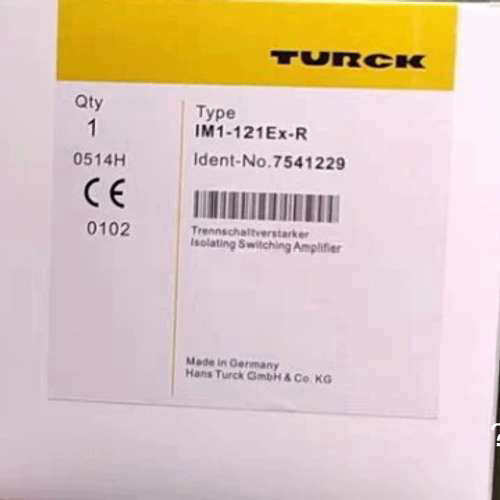 TURCK
Qty
1
0514H
CE
0102
Type
IM1-121Ex-R
Ident-No.7541229
Trennschaltverstarker
Isolating Switching Amplifier
Made in Germany
Hans Turck GmbH & Co. KG
?